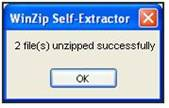 WinZip Self-Extractor
2 file(s) unzipped successfully
OK